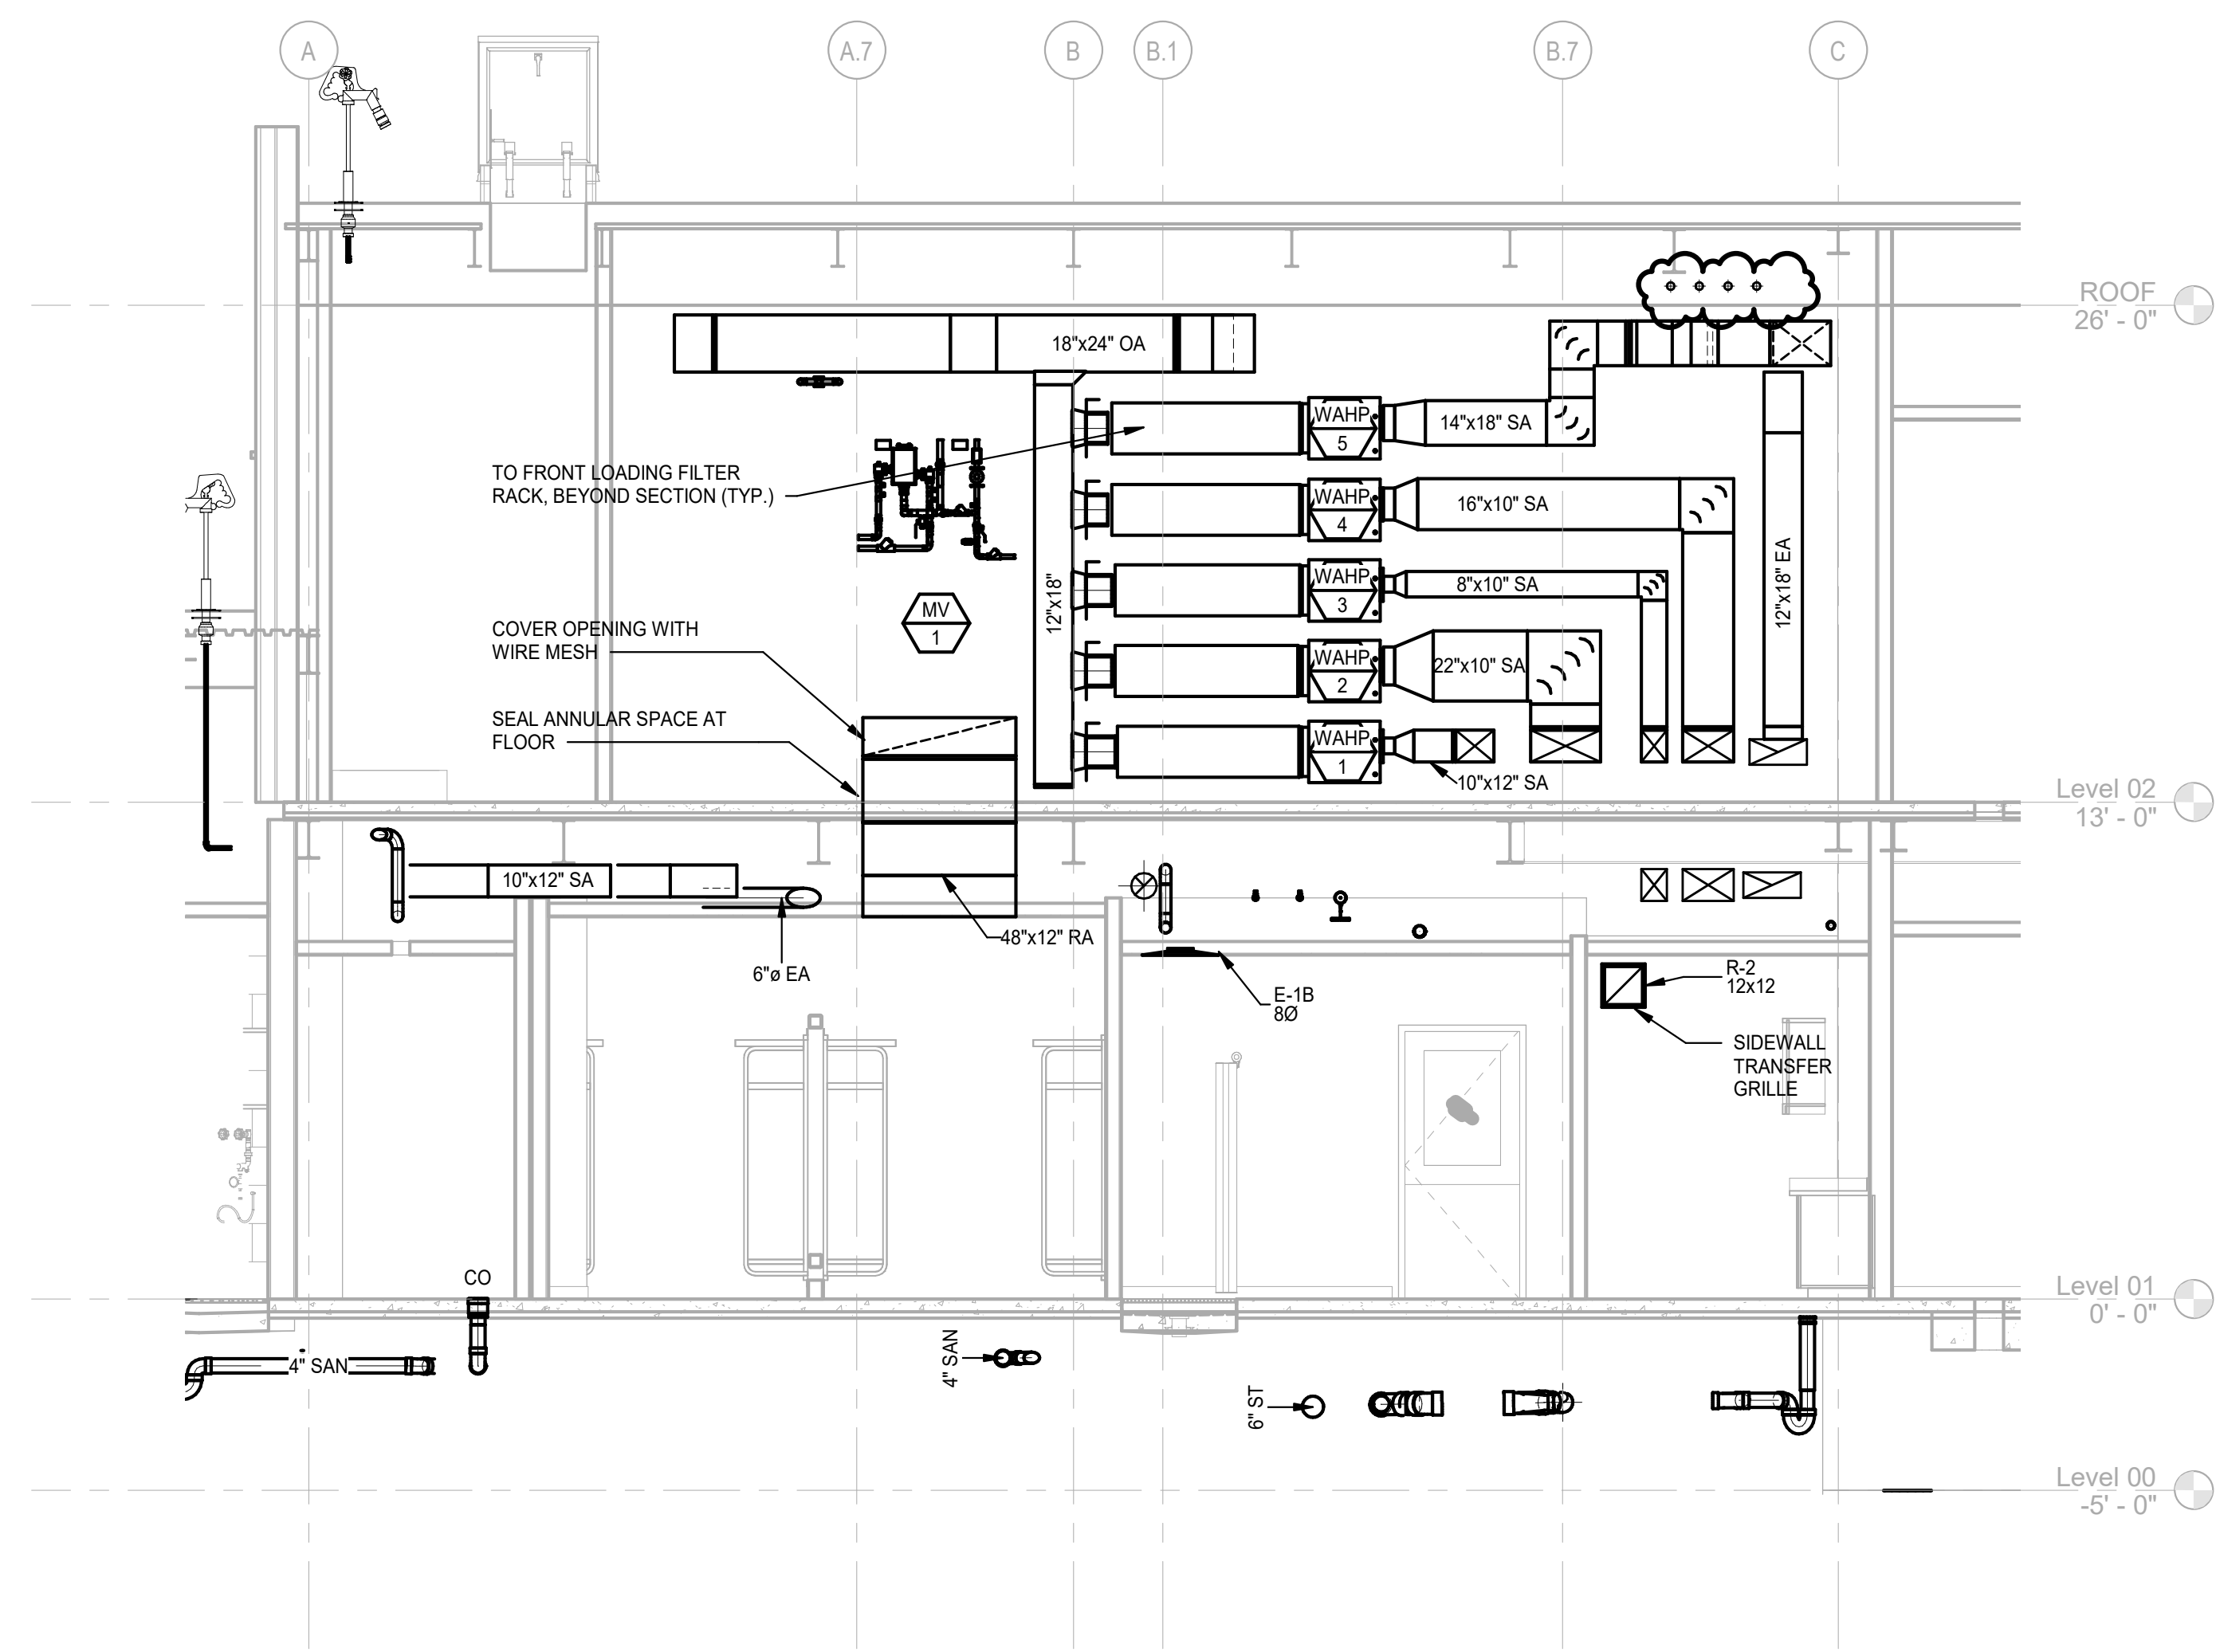 A
A.7
B
B.1
B.7
C
ROOF
26' - 0"
18"x24" OA
WAHP
5
14"x18" SA
TO FRONT LOADING FILTER
RACK, BEYOND SECTION (TYP.)
WAHP
4
16"x10" SA
12"x18"
WAHP
3
8"x10" SA
12"x18" EA
MV
1
COVER OPENING WITH
WIRE MESH
WAHP
2
22"x10" SA
SEAL ANNULAR SPACE AT
FLOOR
WAHP
1
10"x12" SA
Level 02
13' - 0"
10"x12" SA
48"x12" RA
6"ø EA
E-1B
8Ø
R-2
12x12
SIDEWALL
TRANSFER
GRILLE
CO
Level 01
0' - 0"
4" SAN
4" SAN
6" ST
Level 00
-5' - 0"